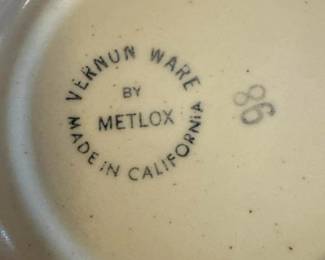 VERNON WARE
BY
METLOX
MADE IN CALIFORNIA
86